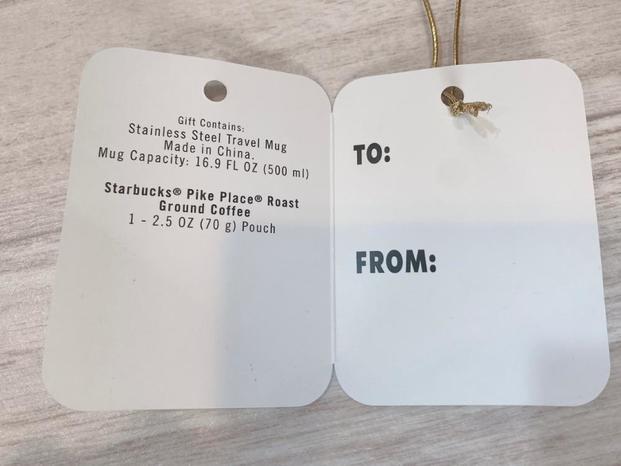 Gift Contains:
Stainless Steel Travel Mug
Made in China.
Mug Capacity: 16.9 FL OZ (500 ml)
Starbucks® Pike Place® Roast
Ground Coffee
1 - 2.5 OZ (70 g) Pouch
TO:
FROM: